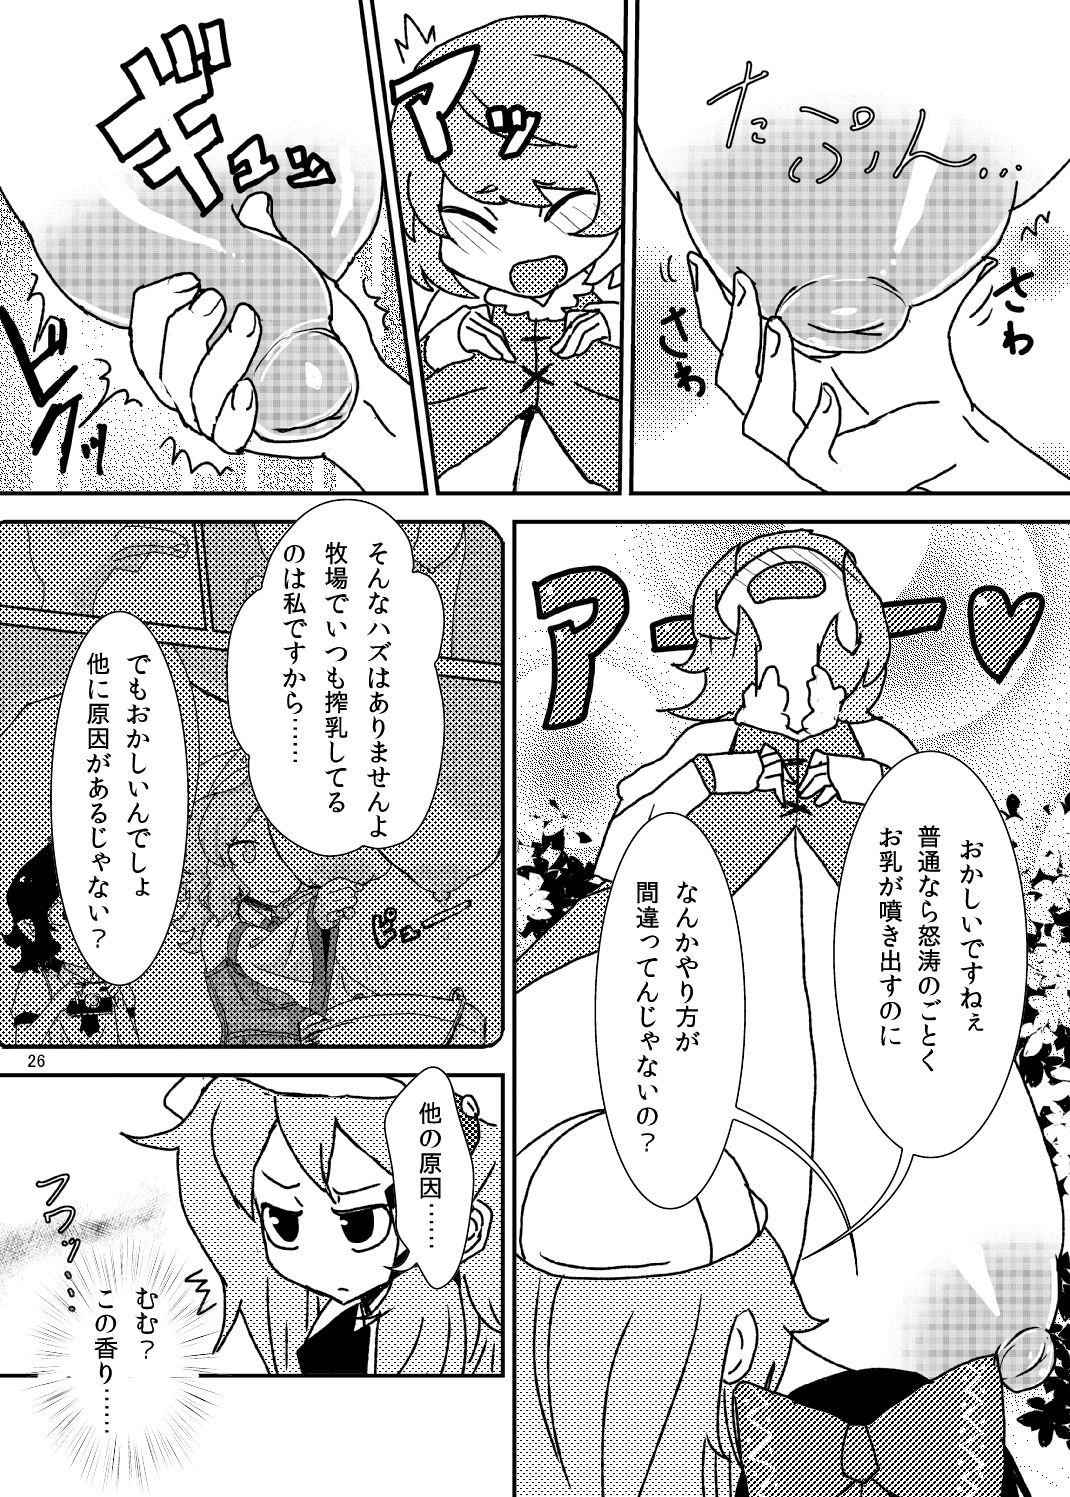 たぷん…
さわ
さわ
アッ
ギュッ
ビクッ
アーー♡
おかしいですねぇ
普通なら怒涛のごとく
お乳が噴き出すのに
なんかやり方が
間違ってんじゃないの？
そんなハズはありませんよ
牧場でいつも搾乳してる
のは私ですから……
でもおかしいんでしょ
他に原因があるじゃない？
ピュー
26
他の原因……
フワッ…
むむ？
この香り……